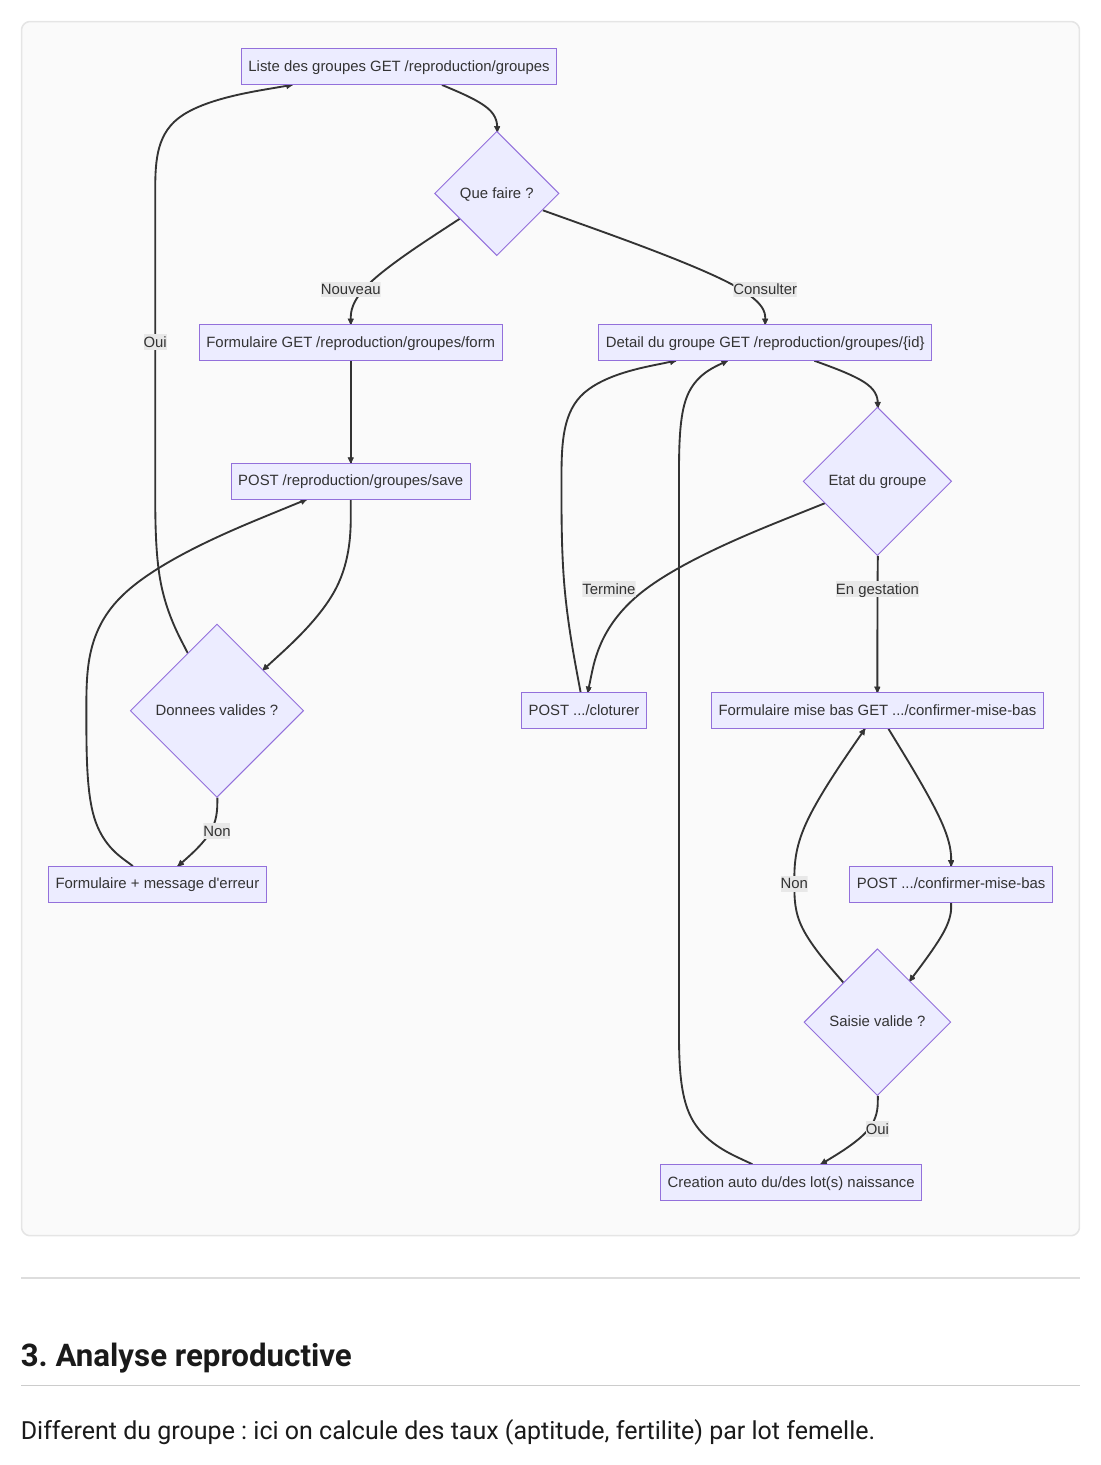 Liste des groupes GET /reproduction/groupes
Que faire ?
Nouveau
Consulter
Formulaire GET /reproduction/groupes/form
Detail du groupe GET /reproduction/groupes/{id}
Oui
POST /reproduction/groupes/save
Etat du groupe
Termine
En gestation
Donnees valides ?
POST .../cloturer
Formulaire mise bas GET .../confirmer-mise-bas
Non
Formulaire + message d'erreur
Non
POST .../confirmer-mise-bas
Saisie valide ?
Oui
Creation auto du/des lot(s) naissance
3. Analyse reproductive
Different du groupe : ici on calcule des taux (aptitude, fertilite) par lot femelle.